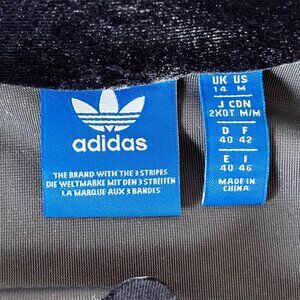 adidas
THE BRAND WITH THE 3 STRIPES
DIE WELTMARKE MIT DEN 3 STREIFEN
LA MARQUE AUX 3 BANDES
UK US
14 M
J CDN
2XOT M/M
D F
40 42
E I
40 46
MADE IN
CHINA